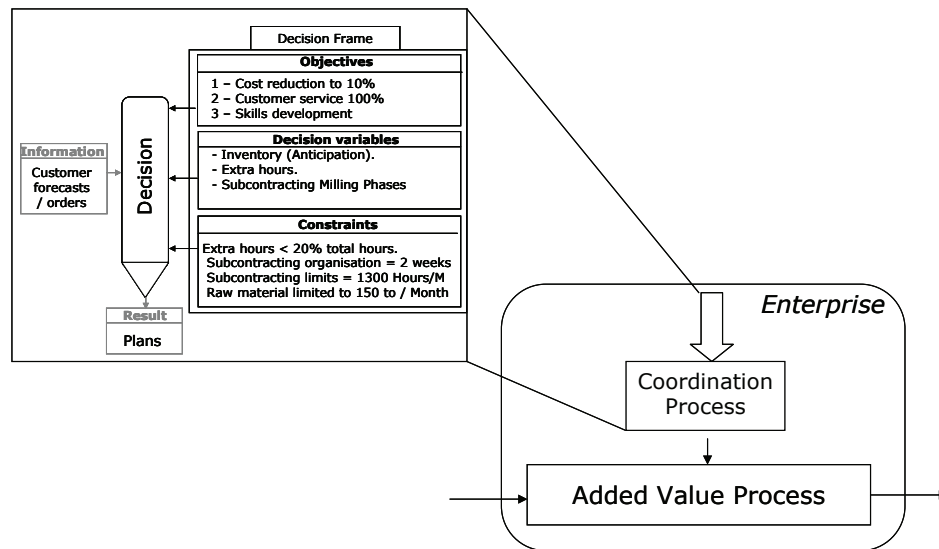 Decision Frame
Objectives
1 – Cost reduction to 10%
2 – Customer service 100%
3 – Skills development
Decision variables
- Inventory (Anticipation).
- Extra hours.
- Subcontracting Milling Phases
Constraints
Extra hours < 20% total hours.
Subcontracting organisation = 2 weeks
Subcontracting limits = 1300 Hours/M
Raw material limited to 150 to / Month
Information
Customer
forecasts
/ orders
Decision
Result
Plans
Enterprise
Coordination
Process
Added Value Process